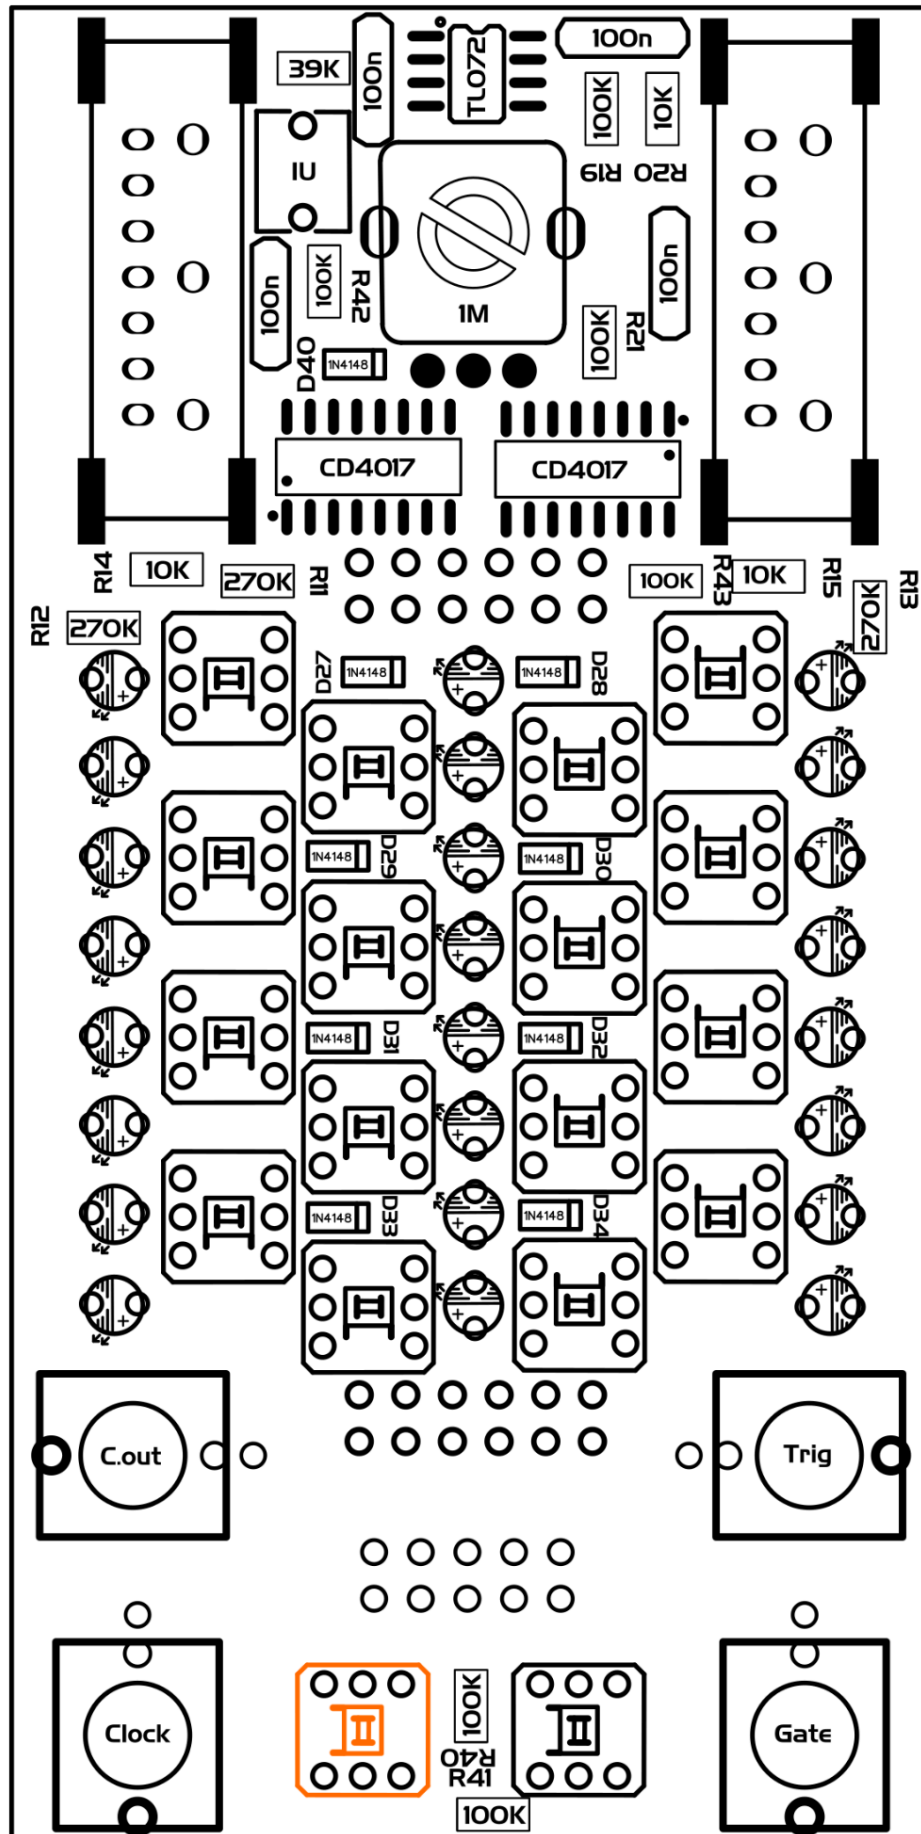 100n
39K
100n
TL072
100K
10K
1U
R19
R20
100n
100K
R42
1M
100K
R21
100n
D40
1N4148
CD4017
CD4017
R14
10K
270K
R11
100K
R43
10K
R15
270K
R13
R12
270K
D27
1N4148
1N4148
D28
1N4148
D29
1N4148
D30
1N4148
D31
1N4148
D32
1N4148
D33
1N4148
D34
C.out
Trig
Clock
100K
R40
R41
100K
Gate